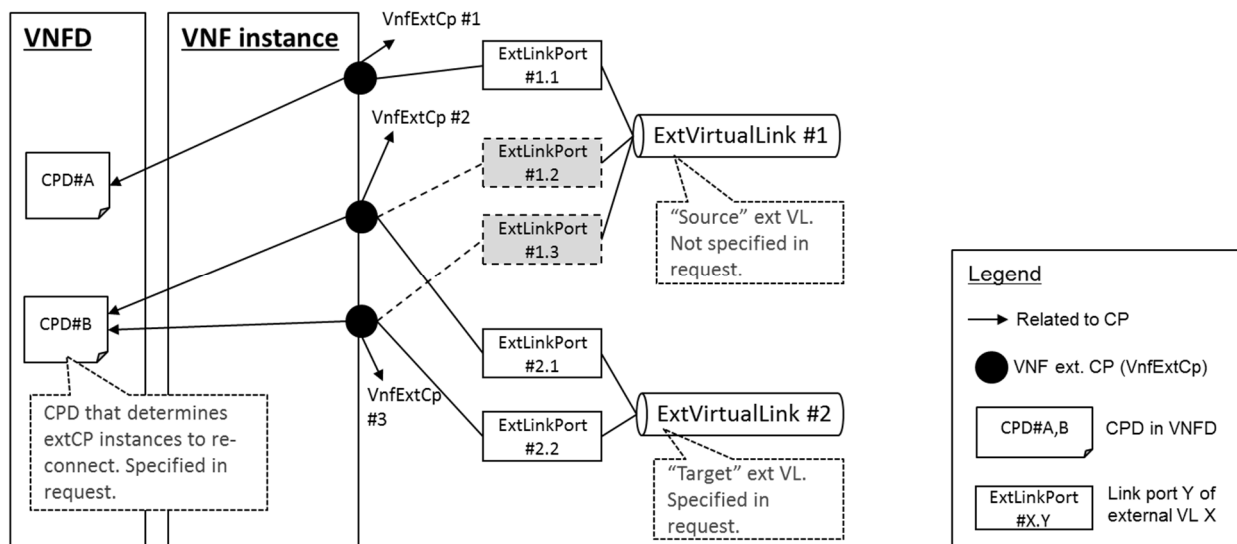 VNFD
VNF instance
VnfExtCp #1
ExtLinkPort
#1.1
VnfExtCp #2
ExtVirtualLink #1
CPD#A
ExtLinkPort
#1.2
"Source" ext VL.
Not specified in
request.
ExtLinkPort
#1.3
CPD#B
ExtLinkPort
#2.1
VnfExtCp
#3
ExtVirtualLink #2
ExtLinkPort
#2.2
CPD that determines
extCP instances to re-
connect. Specified in
request.
"Target" ext VL.
Specified in
request.
Legend
Related to CP
VNF ext. CP (VnfExtCp)
CPD#A,B
CPD in VNFD
ExtLinkPort
#X.Y
Link port Y of
external VL X